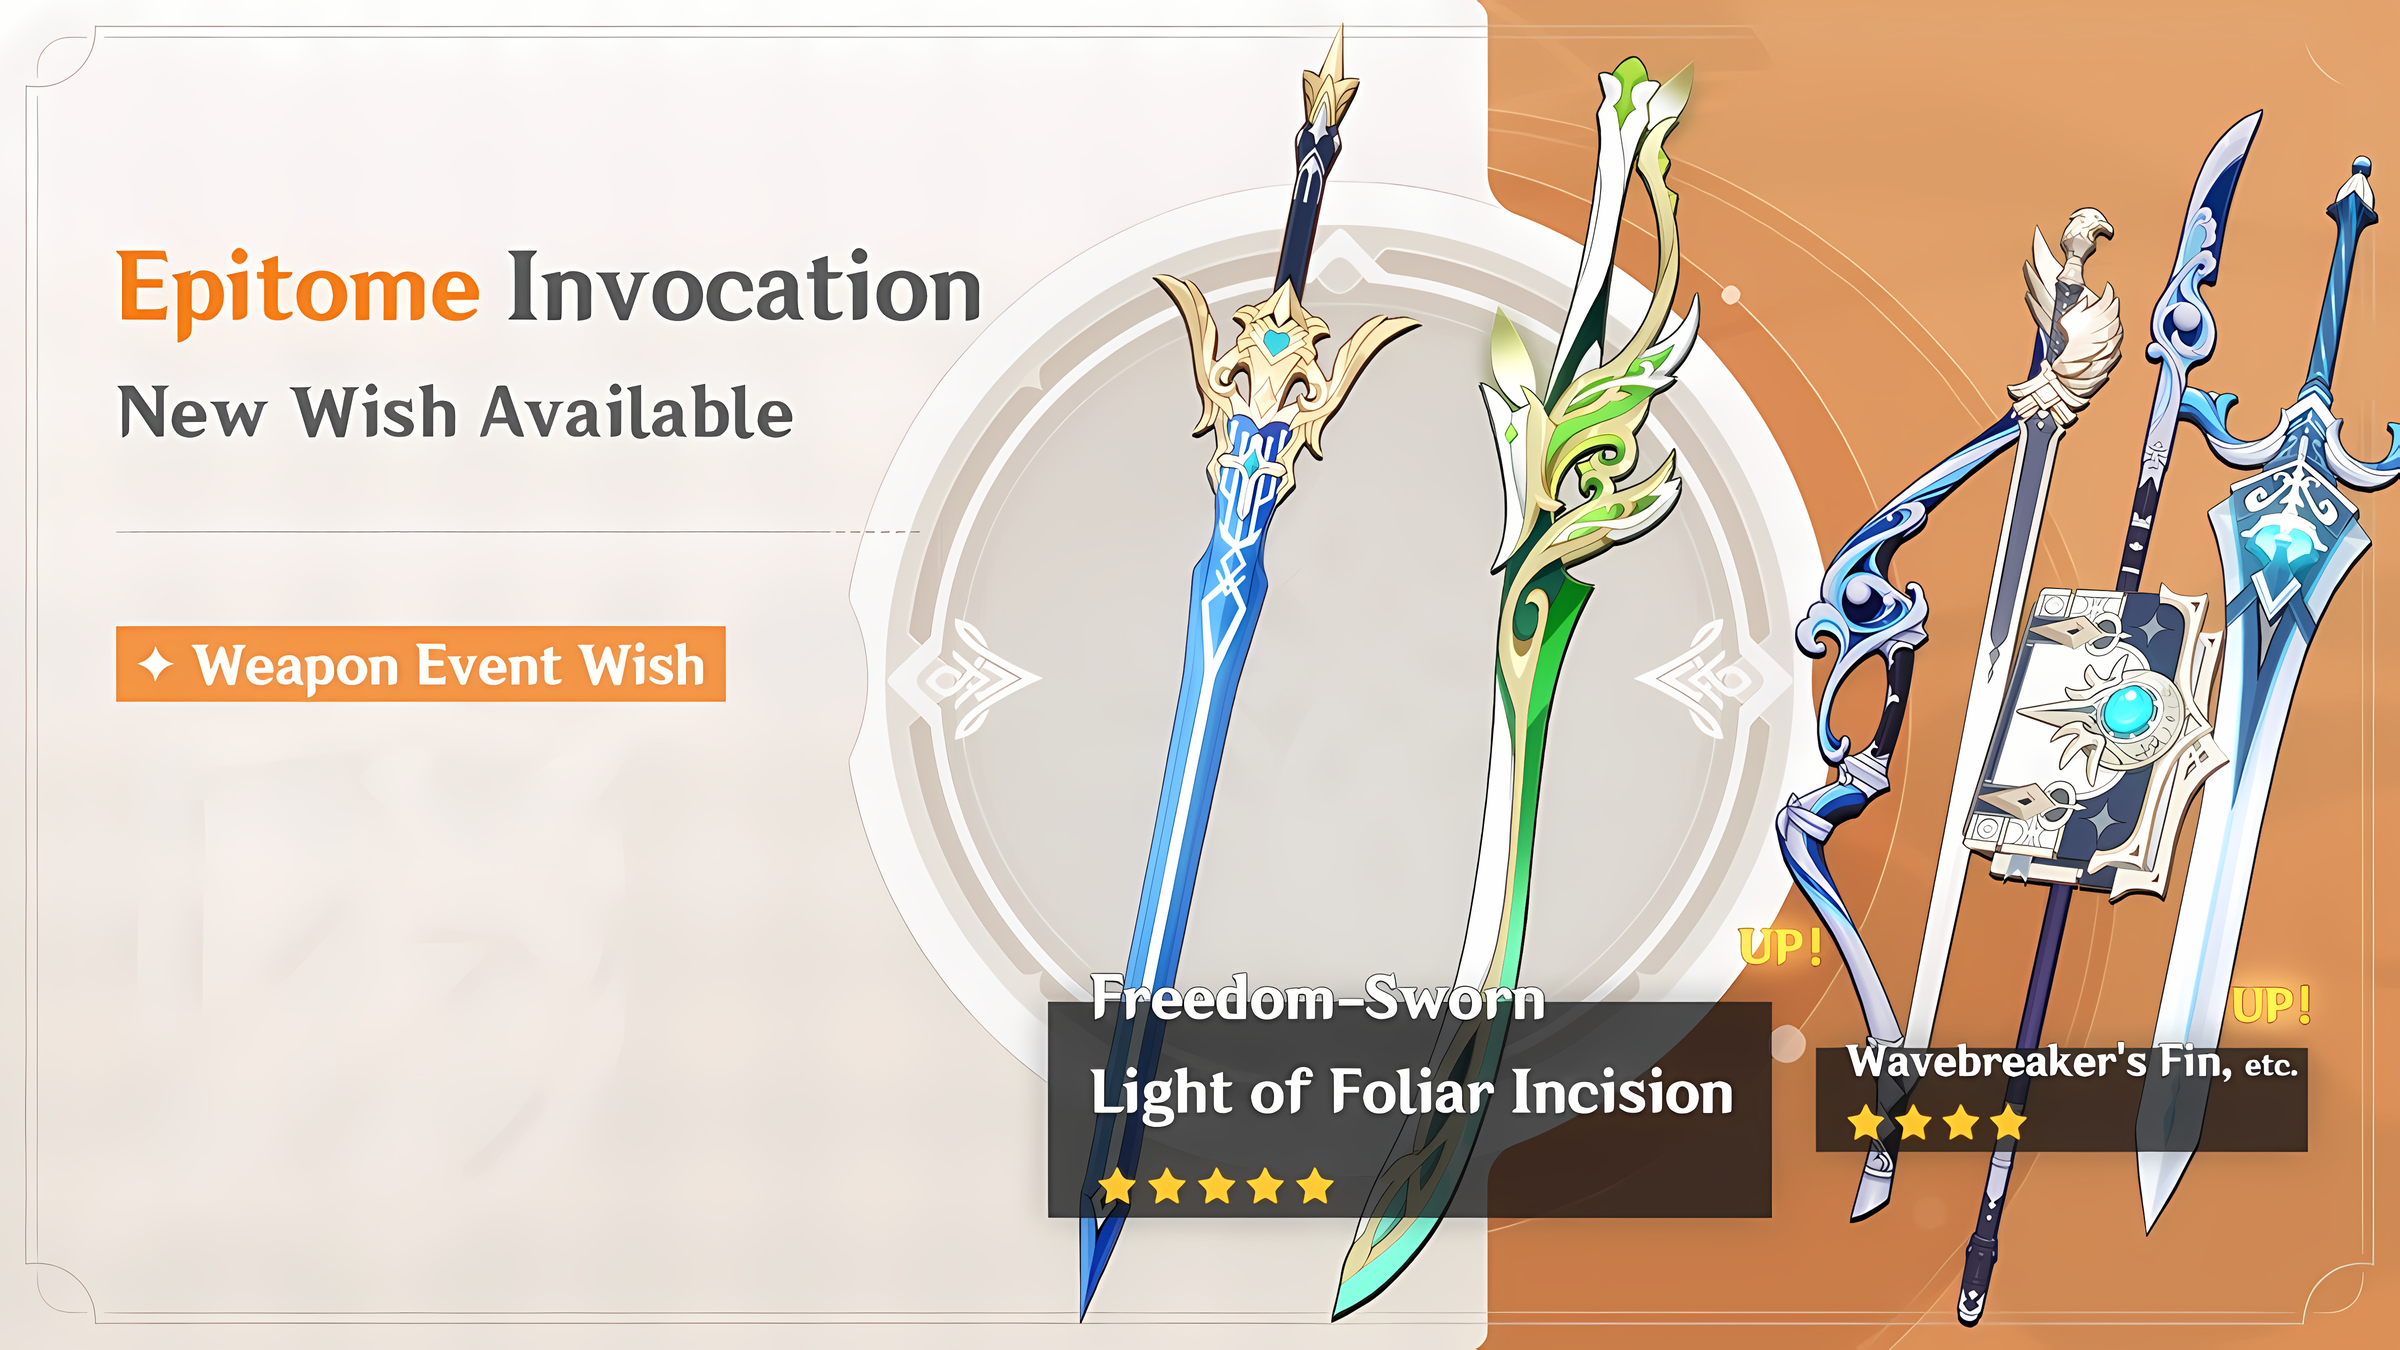 Epitome Invocation
New Wish Available
✦ Weapon Event Wish
UP!
Freedom-Sworn
Light of Foliar Incision
UP!
Wavebreaker's Fin, etc.